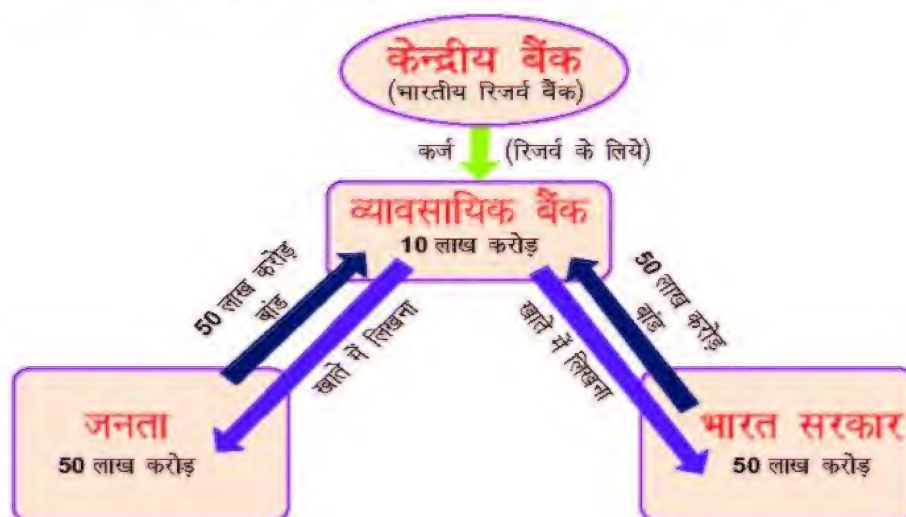 केन्द्रीय बैंक
(भारतीय रिजर्व बैंक)
कर्ज (रिजर्व के लिये)
व्यावसायिक बैंक
10 लाख करोड़
50 लाख करोड़
बांड
खाते में लिखना
खाते में लिखना
50 लाख करोड़
बांड
जनता
50 लाख करोड़
भारत सरकार
50 लाख करोड़